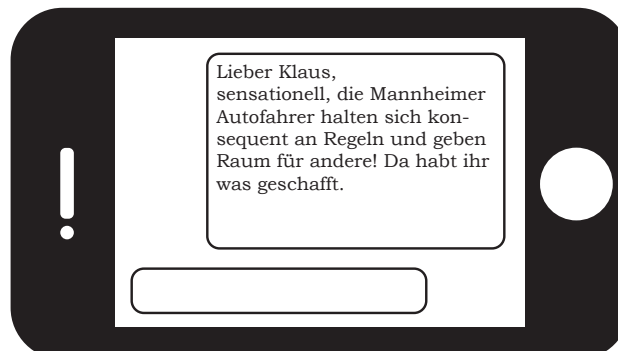 Lieber Klaus,
sensationell, die Mannheimer
Autofahrer halten sich kon-
sequent an Regeln und geben
Raum für andere! Da habt ihr
was geschafft.